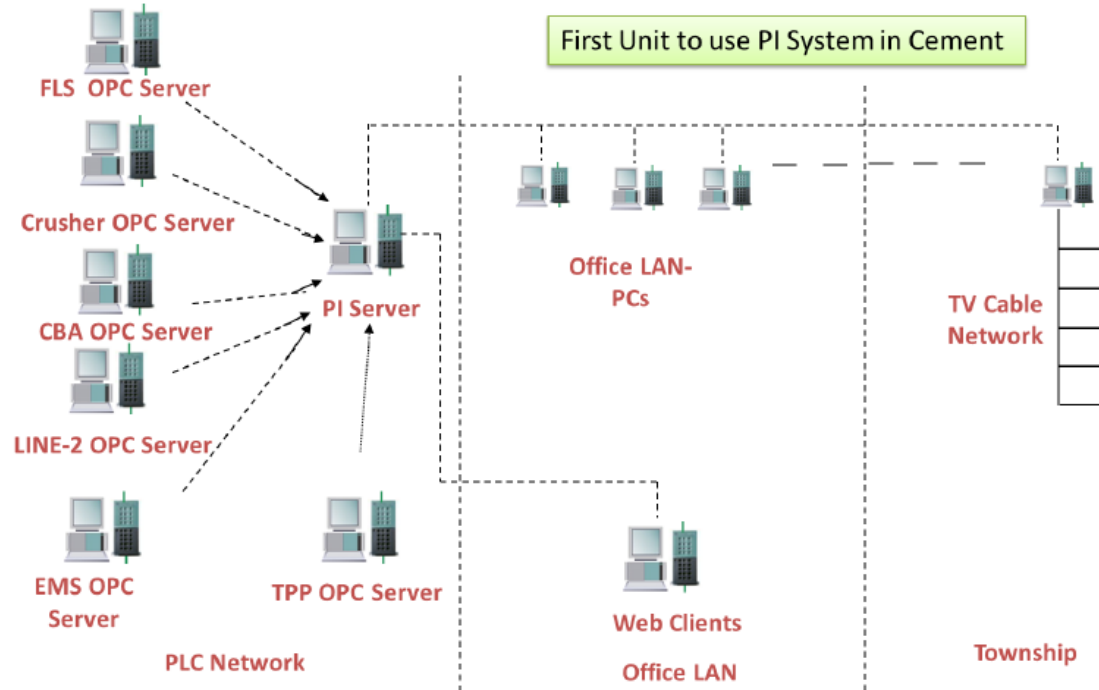 First Unit to use PI System in Cement
FLS OPC Server
Crusher OPC Server
CBA OPC Server
LINE-2 OPC Server
EMS OPC
Server
TPP OPC Server
PI Server
PLC Network
Office LAN-
PCs
Web Clients
Office LAN
TV Cable
Network
Township